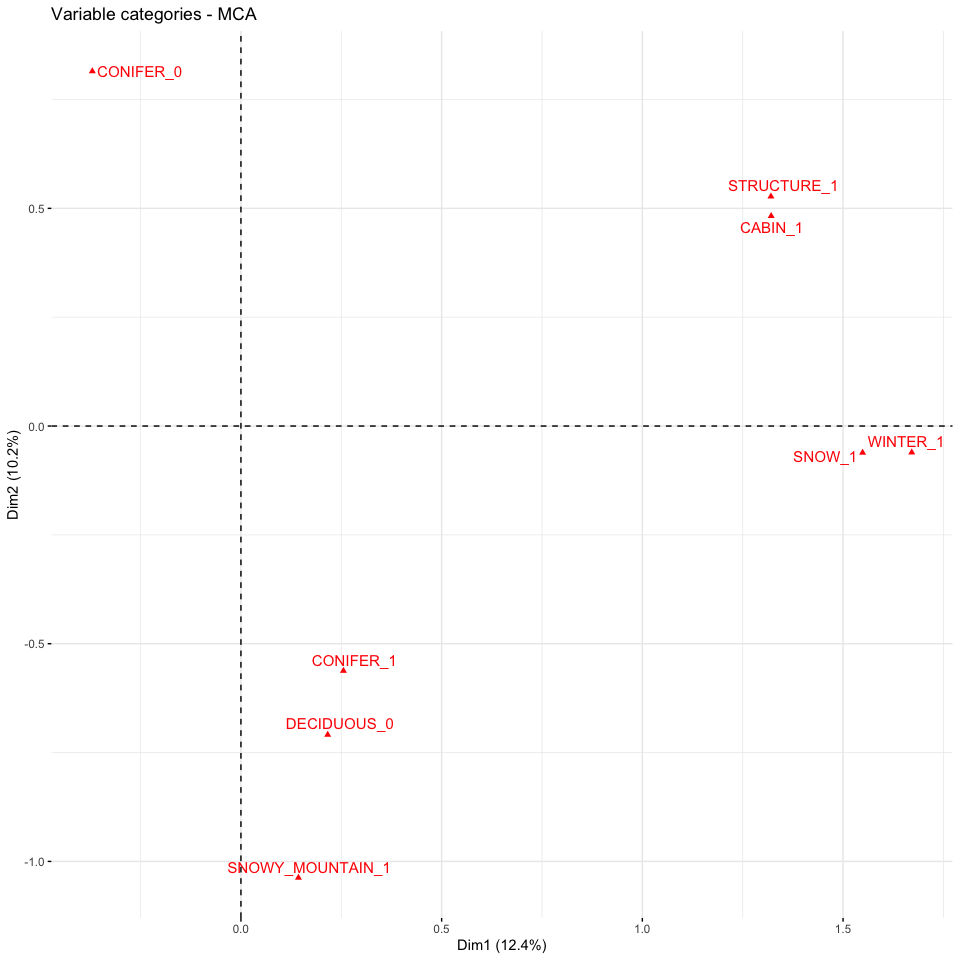 Variable categories - MCA
CONIFER_0
STRUCTURE_1
0.5
CABIN_1
0.0
WINTER_1
SNOW_1
Dim2 (10.2%)
-0.5
CONIFER_1
DECIDUOUS_0
-1.0
SNOWY_MOUNTAIN_1
0.0 0.5 1.0 1.5
Dim1 (12.4%)